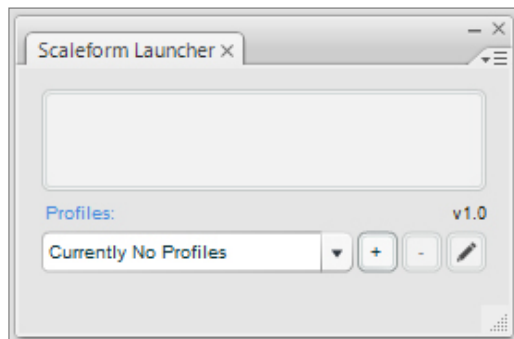 Scaleform Launcher
Profiles: v1.0
Currently No Profiles + -